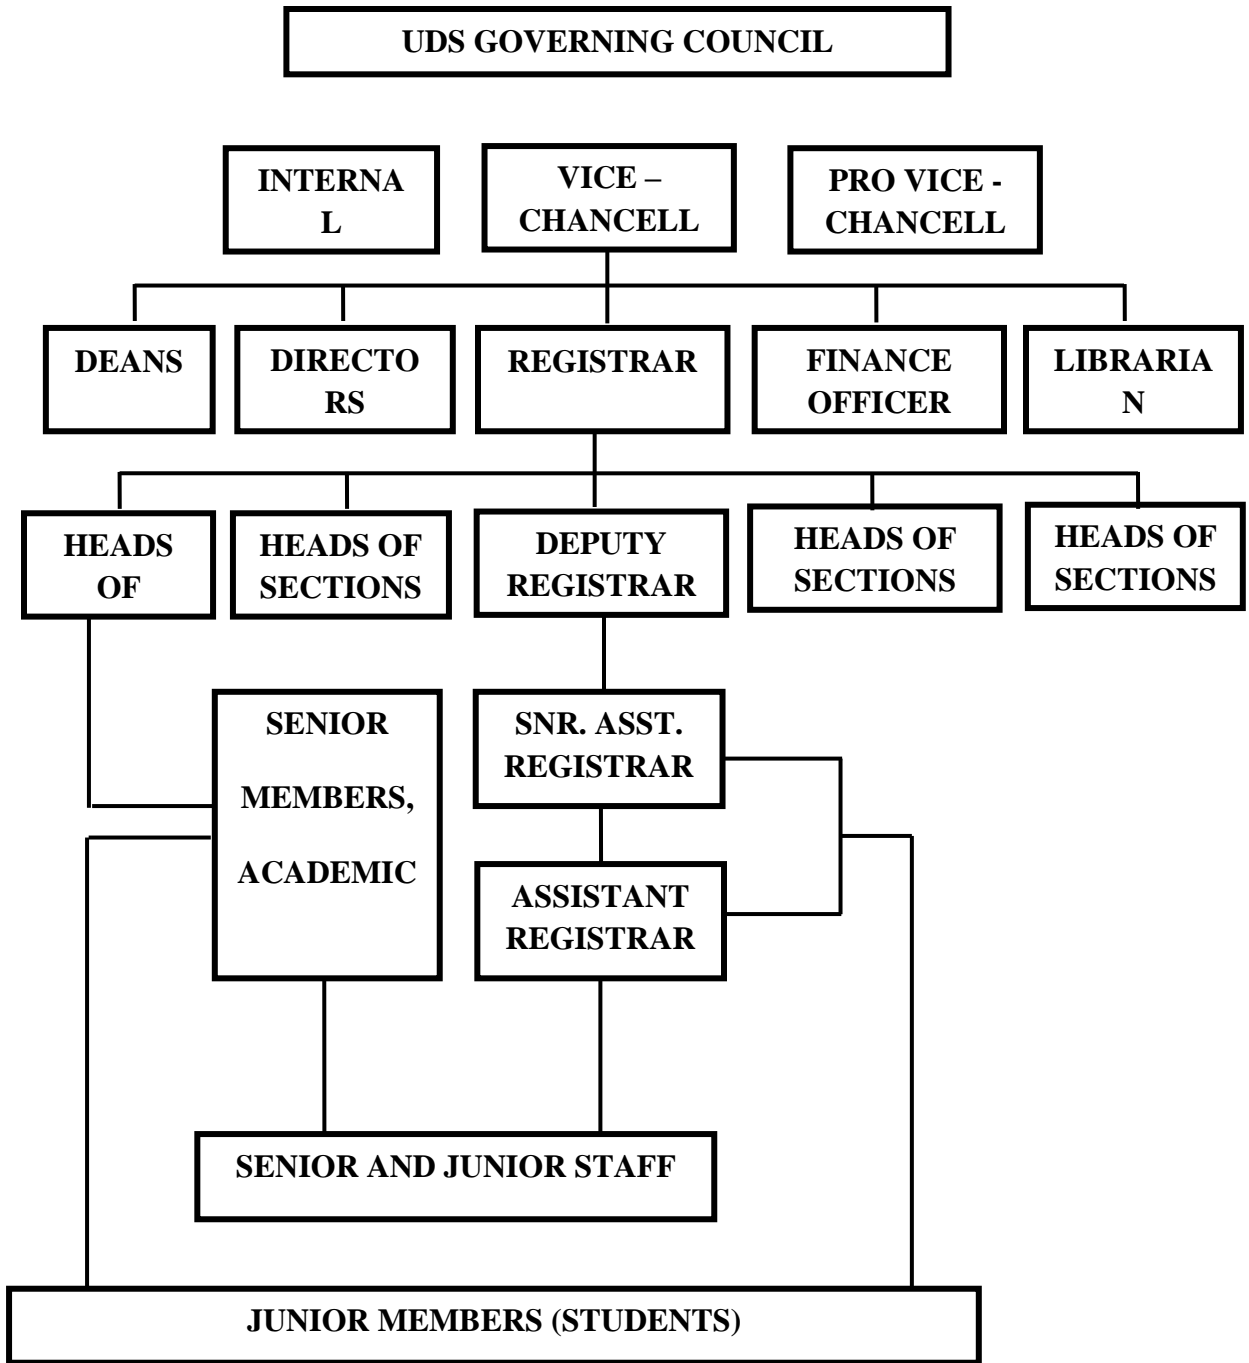 UDS GOVERNING COUNCIL
INTERNA
L
VICE –
CHANCELL
PRO VICE -
CHANCELL
DEANS
DIRECTO
RS
REGISTRAR
FINANCE
OFFICER
LIBRARIA
N
HEADS
OF
HEADS OF
SECTIONS
DEPUTY
REGISTRAR
HEADS OF
SECTIONS
HEADS OF
SECTIONS
SENIOR
MEMBERS,
ACADEMIC
SNR. ASST.
REGISTRAR
ASSISTANT
REGISTRAR
SENIOR AND JUNIOR STAFF
JUNIOR MEMBERS (STUDENTS)